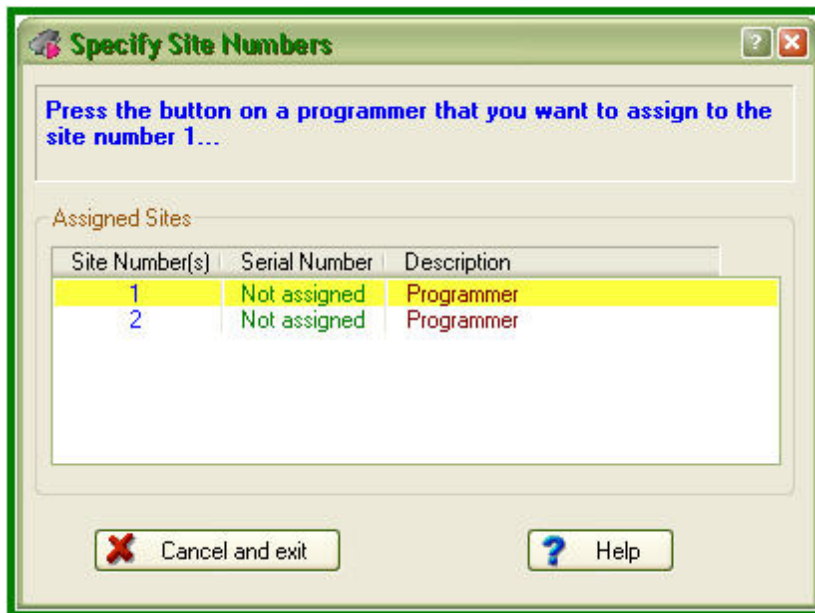 Specify Site Numbers
Press the button on a programmer that you want to assign to the
site number 1...
Assigned Sites
Site Number(s) Serial Number Description
1 Not assigned Programmer
2 Not assigned Programmer
Cancel and exit Help